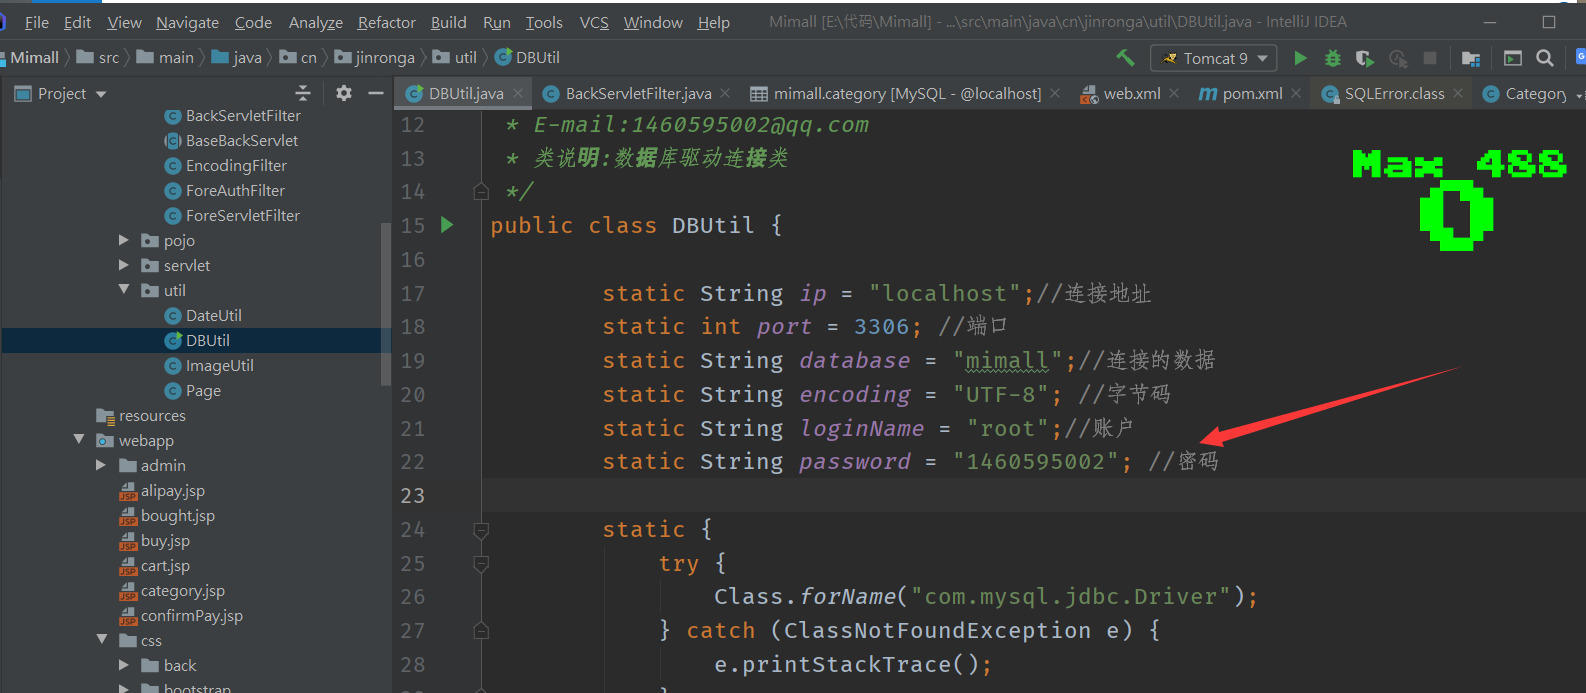 File Edit View Navigate Code Analyze Refactor Build Run Tools VCS Window Help Mimall [E:\代码\Mimall] - ...\src\main\java\cn\jinronga\util\DBUtil.java - IntelliJ IDEA
Mimall src main java cn jinronga util DBUtil Tomcat 9
Project DBUtil.java BackServletFilter.java mimall.category [MySQL - @localhost] web.xml pom.xml SQLError.class Category
BackServletFilter
BaseBackServlet
EncodingFilter
ForeAuthFilter
ForeServletFilter
pojo
servlet
util
DateUtil
DBUtil
ImageUtil
Page
resources
webapp
admin
alipay.jsp
bought.jsp
buy.jsp
cart.jsp
category.jsp
confirmPay.jsp
css
back
bootstrap
12 * E-mail:1460595002@qq.com
13 * 类说明:数据库驱动连接类
14 */
15 public class DBUtil {
16
17 static String ip = "localhost";//连接地址
18 static int port = 3306; //端口
19 static String database = "mimall";//连接的数据
20 static String encoding = "UTF-8"; //字节码
21 static String loginName = "root";//账户
22 static String password = "1460595002"; //密码
23
24 static {
25 try {
26 Class.forName("com.mysql.jdbc.Driver");
27 } catch (ClassNotFoundException e) {
28 e.printStackTrace();
}
Max 488
0